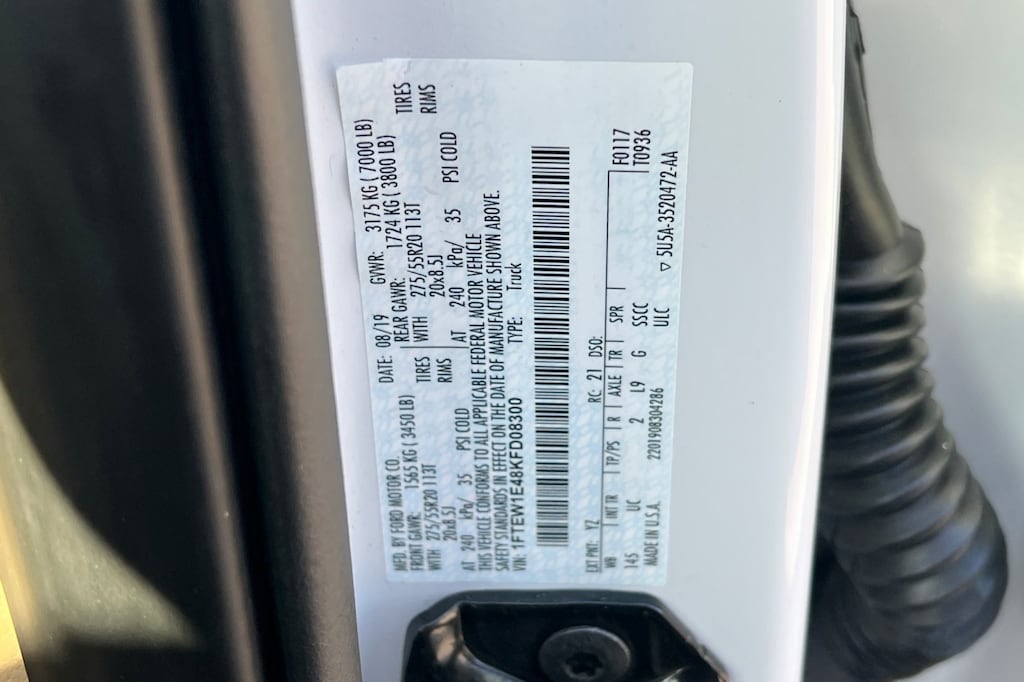 MFD. BY FORD MOTOR CO.
DATE: 08/19 GVWR: 3175 KG ( 7000 LB)
FRONT GAWR: 1565 KG ( 3450 LB) REAR GAWR: 1724 KG ( 3800 LB)
WITH 275/55R20 113T TIRES WITH 275/55R20 113T TIRES
20x8.5J RIMS 20x8.5J RIMS
AT 240 kPa/ 35 PSI COLD AT 240 kPa/ 35 PSI COLD
THIS VEHICLE CONFORMS TO ALL APPLICABLE FEDERAL MOTOR VEHICLE
SAFETY STANDARDS IN EFFECT ON THE DATE OF MANUFACTURE SHOWN ABOVE.
VIN: 1FTEW1E48KFD08300 TYPE: Truck
EXT PNT: YZ RC: 21 DSO: F0117
WB INT TR TP/PS R AXLE TR SPR T0936
145 UC 2 L9 G SSCC
MADE IN U.S.A. 2201908304286 ULC ▽ 5U5A-3520472-AA